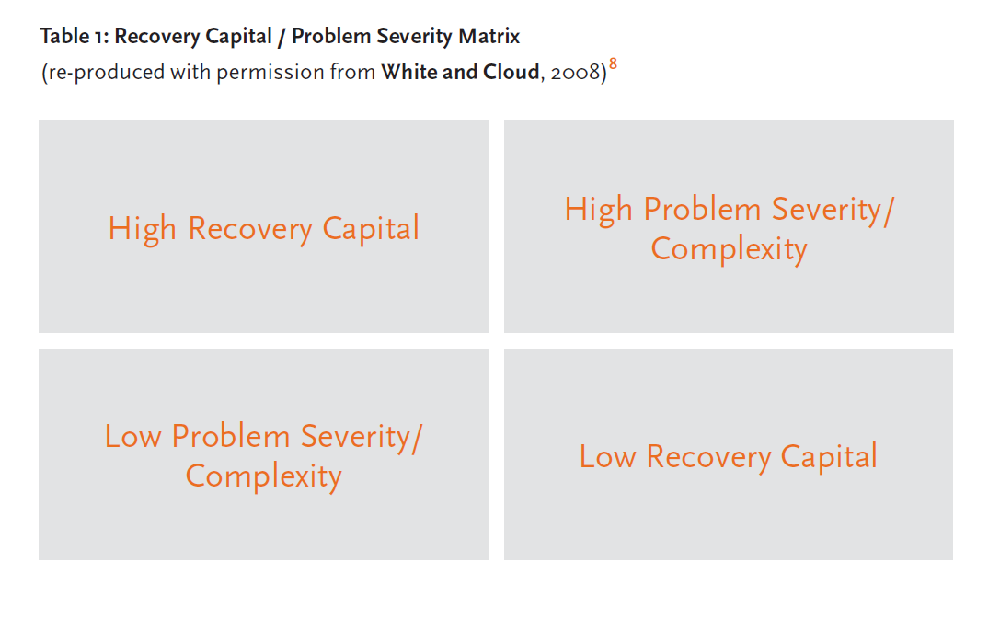 Table 1: Recovery Capital / Problem Severity Matrix
(re-produced with permission from White and Cloud, 2008)8
High Recovery Capital
High Problem Severity/
Complexity
Low Problem Severity/
Complexity
Low Recovery Capital